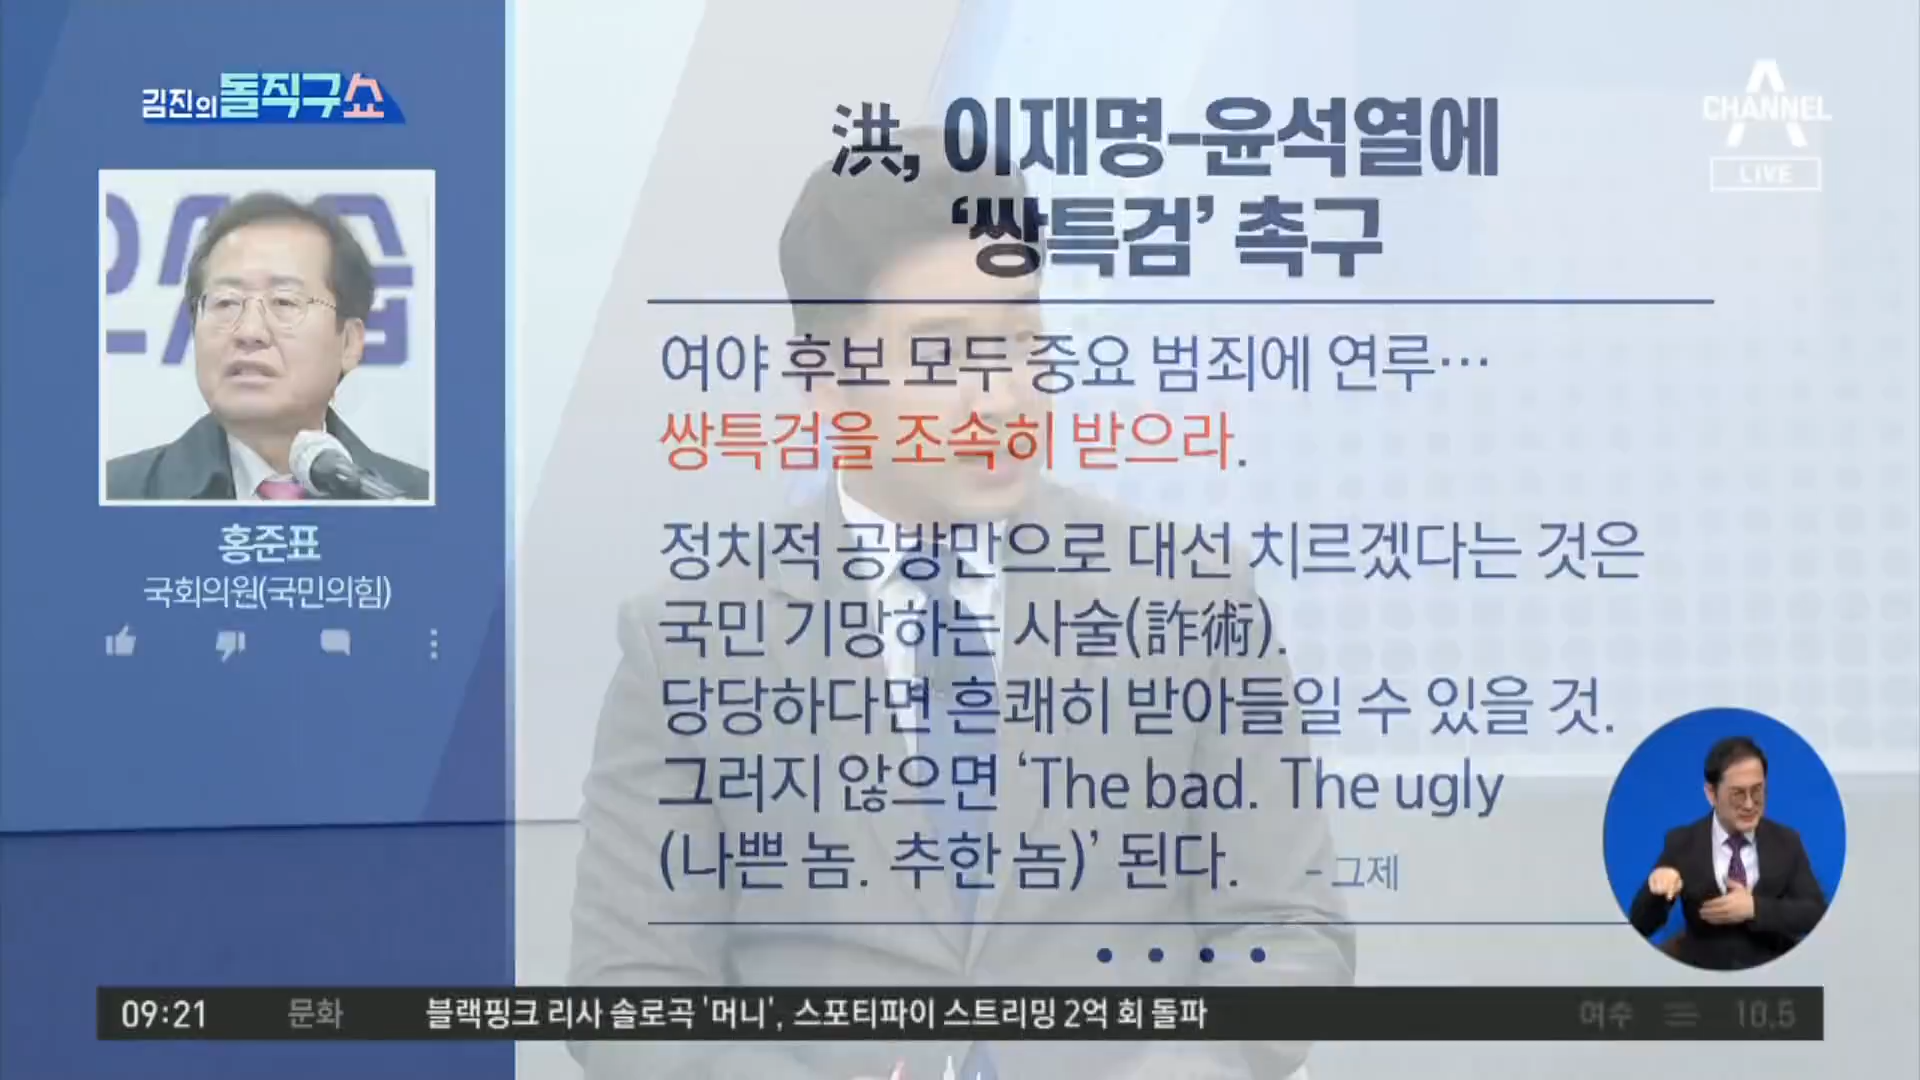 김진의 돌직구쇼
CHANNEL A
LIVE
洪, 이재명-윤석열에
‘쌍특검’ 촉구
여야 후보 모두 중요 범죄에 연루…
쌍특검을 조속히 받으라.
정치적 공방만으로 대선 치르겠다는 것은
국민 기망하는 사술(詐術).
당당하다면 흔쾌히 받아들일 수 있을 것.
그러지 않으면 ‘The bad. The ugly
(나쁜 놈. 추한 놈)’ 된다. - 그제
홍준표
국회의원(국민의힘)
09:21 문화 블랙핑크 리사 솔로곡 '머니', 스포티파이 스트리밍 2억 회 돌파 여수 10.5